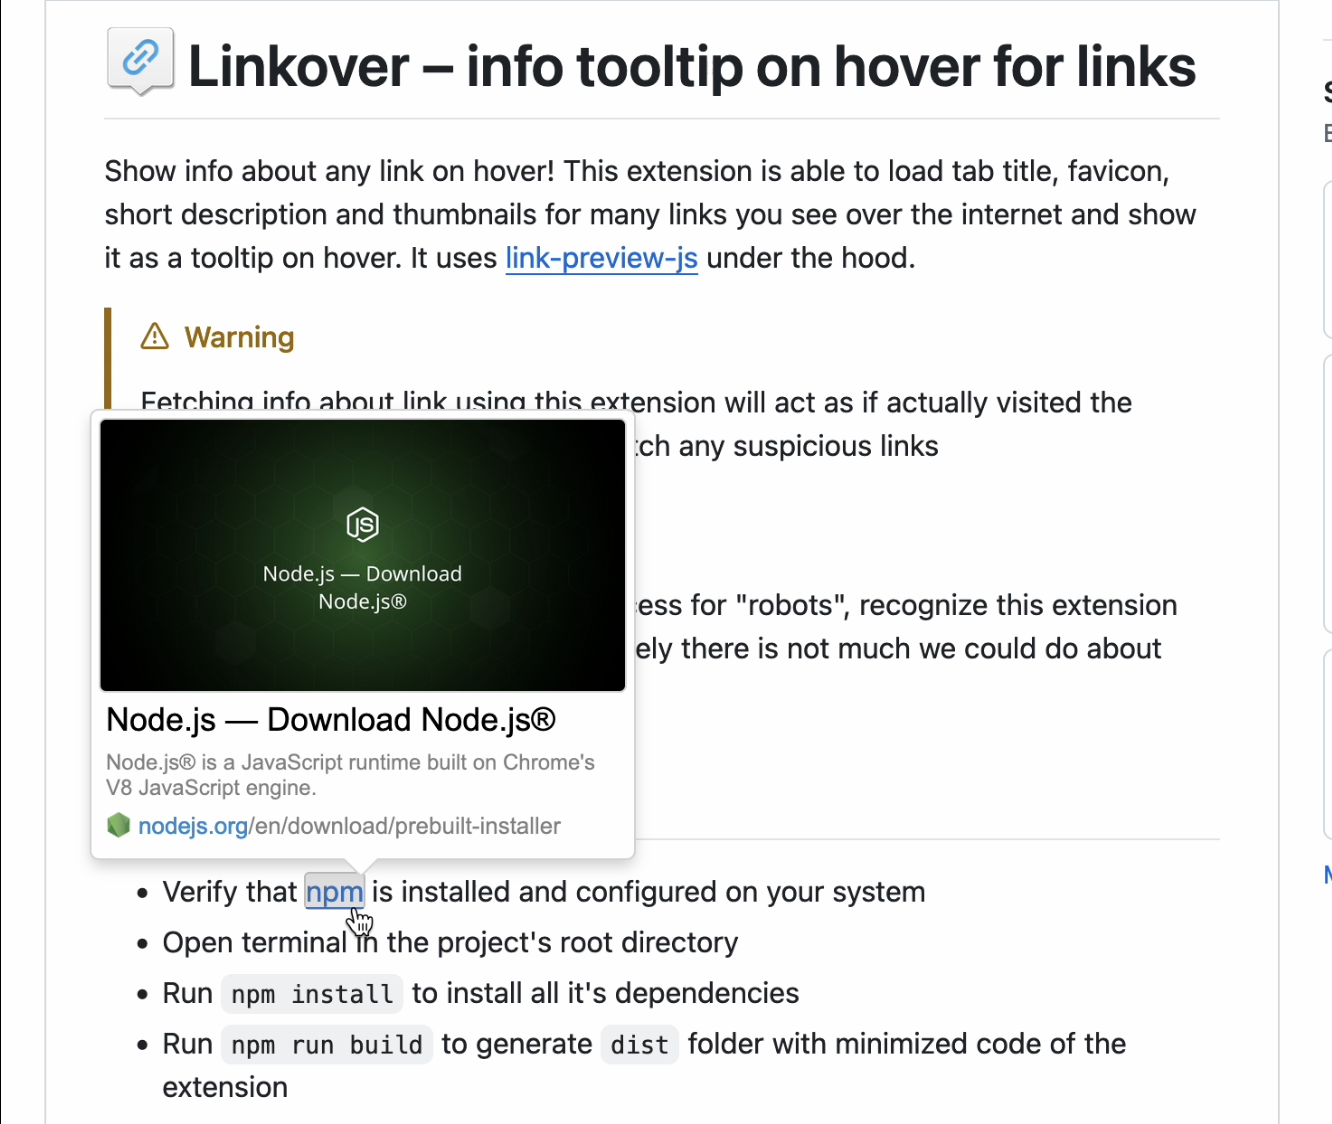 Linkover – info tooltip on hover for links
Show info about any link on hover! This extension is able to load tab title, favicon,
short description and thumbnails for many links you see over the internet and show
it as a tooltip on hover. It uses link-preview-js under the hood.
Warning
Fetching info about link using this extension will act as if actually visited the
tch any suspicious links
JS
Node.js — Download
Node.js®
ess for "robots", recognize this extension
ely there is not much we could do about
Node.js — Download Node.js®
Node.js® is a JavaScript runtime built on Chrome's
V8 JavaScript engine.
nodejs.org/en/download/prebuilt-installer
• Verify that npm is installed and configured on your system
• Open terminal in the project's root directory
• Run npm install to install all it's dependencies
• Run npm run build to generate dist folder with minimized code of the
extension